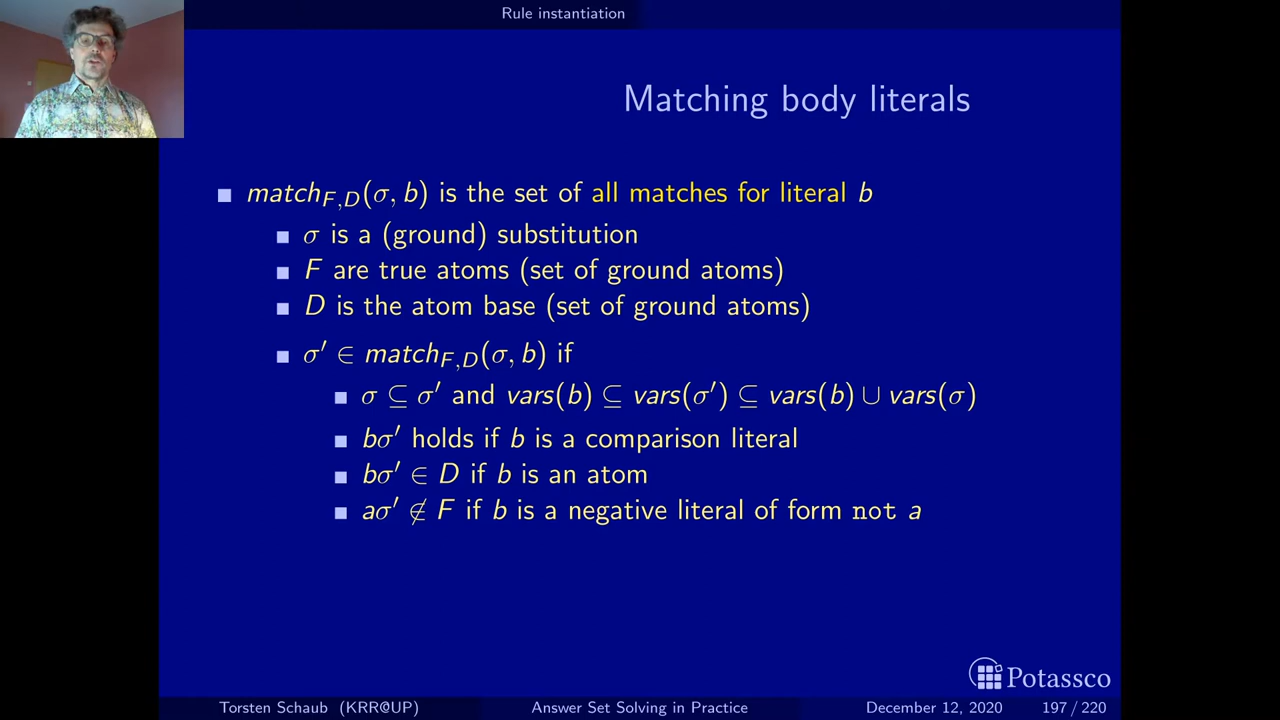 Rule instantiation
Matching body literals
match_{F,D}(σ, b) is the set of all matches for literal b
σ is a (ground) substitution
F are true atoms (set of ground atoms)
D is the atom base (set of ground atoms)
σ′ ∈ match_{F,D}(σ, b) if
σ ⊆ σ′ and vars(b) ⊆ vars(σ′) ⊆ vars(b) ∪ vars(σ)
bσ′ holds if b is a comparison literal
bσ′ ∈ D if b is an atom
aσ′ ∉ F if b is a negative literal of form not a
Potassco
Torsten Schaub (KRR@UP) Answer Set Solving in Practice December 12, 2020 197 / 220